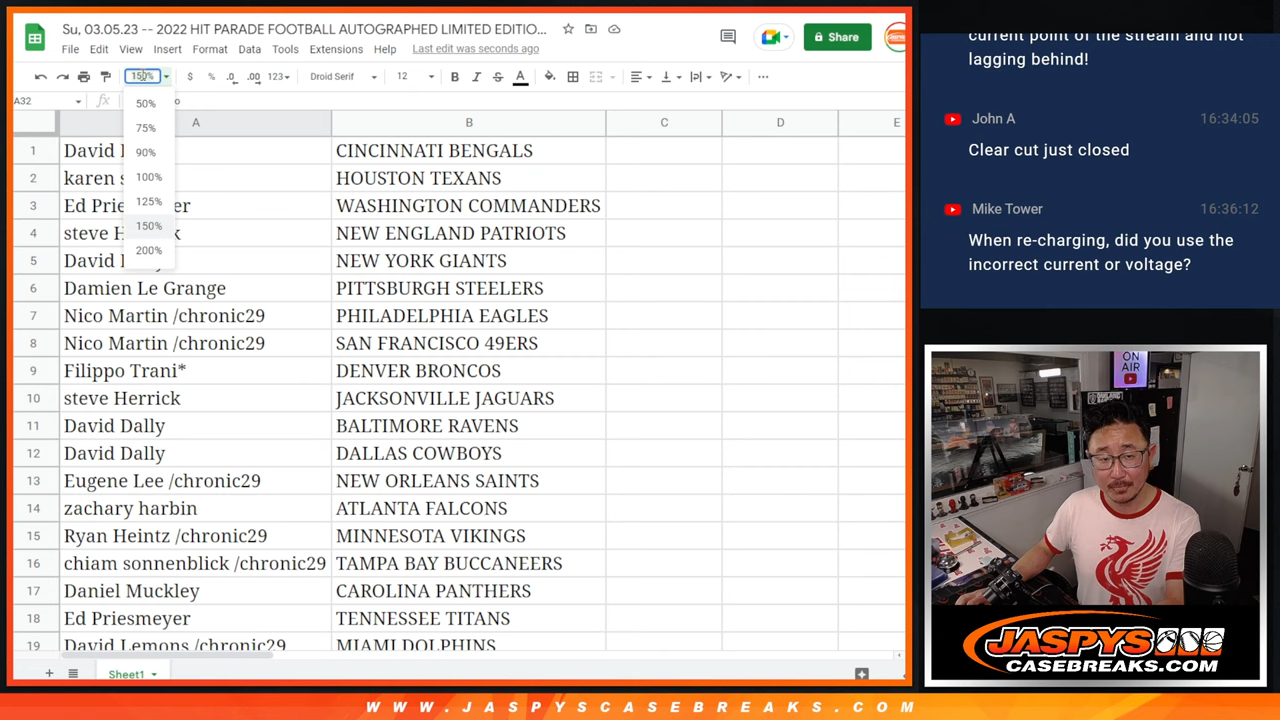 Su, 03.05.23 -- 2022 HIT PARADE FOOTBALL AUTOGRAPHED LIMITED EDITIO...
File Edit View Insert Format Data Tools Extensions Help Last edit was seconds ago
Share
150% $ % .0 .00 123 Droid Serif 12 B I S A
A32 fx
50%
75%
90%
100%
125%
150%
200%
A B C D E
1 David CINCINNATI BENGALS
2 karen HOUSTON TEXANS
3 Ed Priesmeyer WASHINGTON COMMANDERS
4 steve NEW ENGLAND PATRIOTS
5 David NEW YORK GIANTS
6 Damien Le Grange PITTSBURGH STEELERS
7 Nico Martin /chronic29 PHILADELPHIA EAGLES
8 Nico Martin /chronic29 SAN FRANCISCO 49ERS
9 Filippo Trani* DENVER BRONCOS
10 steve Herrick JACKSONVILLE JAGUARS
11 David Dally BALTIMORE RAVENS
12 David Dally DALLAS COWBOYS
13 Eugene Lee /chronic29 NEW ORLEANS SAINTS
14 zachary harbin ATLANTA FALCONS
15 Ryan Heintz /chronic29 MINNESOTA VIKINGS
16 chiam sonnenblick /chronic29 TAMPA BAY BUCCANEERS
17 Daniel Muckley CAROLINA PANTHERS
18 Ed Priesmeyer TENNESSEE TITANS
19 David Lemons /chronic29 MIAMI DOLPHINS
Sheet1
current point of the stream and not
lagging behind!
John A 16:34:05
Clear cut just closed
Mike Tower 16:36:12
When re-charging, did you use the
incorrect current or voltage?
ON
AIR
JASPYS
CASEBREAKS.COM
WWW.JASPYSCASEBREAKS.COM